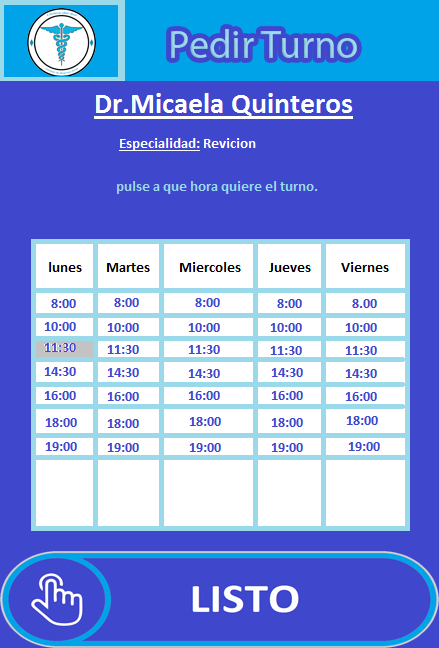 Pedir Turno
Dr.Micaela Quinteros
Especialidad: Revicion
pulse a que hora quiere el turno.
lunes Martes Miercoles Jueves Viernes
8:00 8:00 8:00 8:00 8.00
10:00 10:00 10:00 10:00 10:00
11:30 11:30 11:30 11:30 11:30
14:30 14:30 14:30 14:30 14:30
16:00 16:00 16:00 16:00 16:00
18:00 18:00 18:00 18:00 18:00
19:00 19:00 19:00 19:00 19:00
LISTO